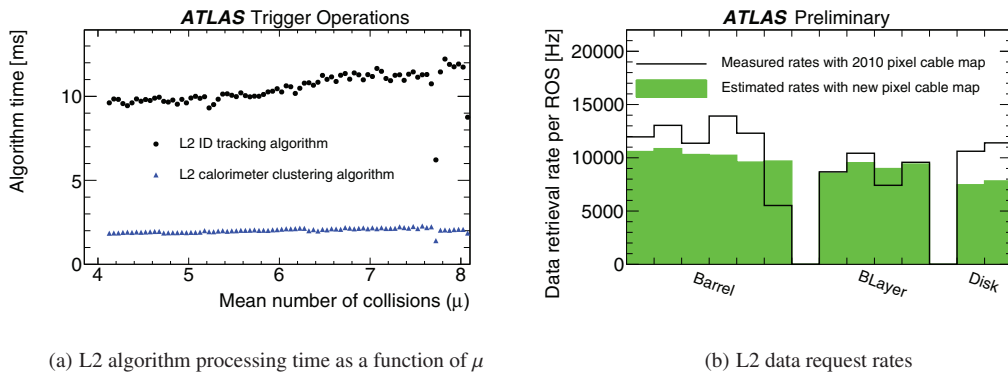 ATLAS Trigger Operations
Algorithm time [ms]
10
5
0
L2 ID tracking algorithm
L2 calorimeter clustering algorithm
4 5 6 7 8
Mean number of collisions (μ)
(a) L2 algorithm processing time as a function of μ
ATLAS Preliminary
Data retrieval rate per ROS [Hz]
20000
15000
10000
5000
0
Measured rates with 2010 pixel cable map
Estimated rates with new pixel cable map
Barrel
BLayer
Disk
(b) L2 data request rates